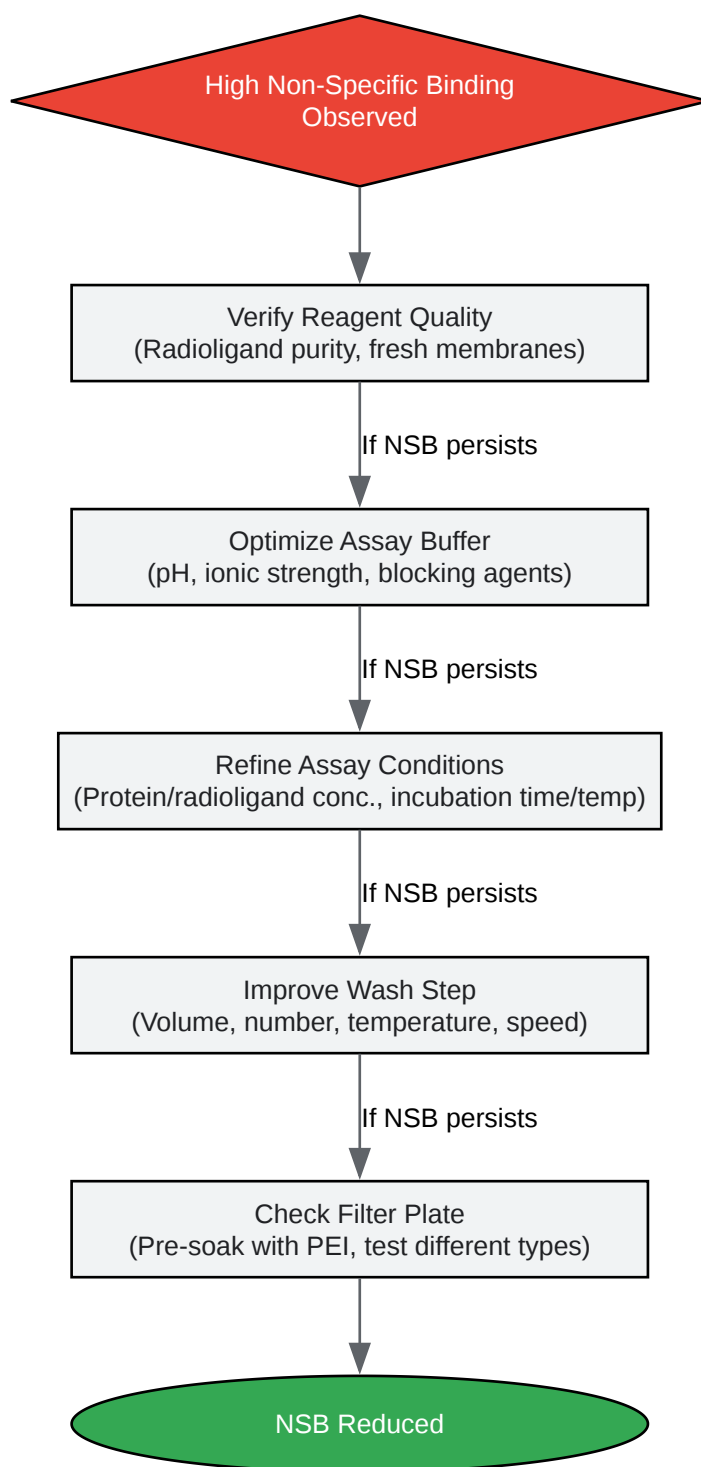 High Non-Specific Binding
Observed
Verify Reagent Quality
(Radioligand purity, fresh membranes)
If NSB persists
Optimize Assay Buffer
(pH, ionic strength, blocking agents)
If NSB persists
Refine Assay Conditions
(Protein/radioligand conc., incubation time/temp)
If NSB persists
Improve Wash Step
(Volume, number, temperature, speed)
If NSB persists
Check Filter Plate
(Pre-soak with PEI, test different types)
NSB Reduced